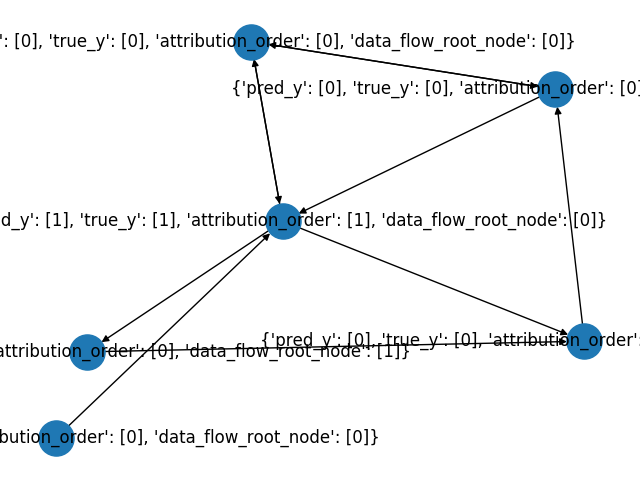 ': [0], 'true_y': [0], 'attribution_order': [0], 'data_flow_root_node': [0]}
{'pred_y': [0], 'true_y': [0], 'attribution_order': [0]
d_y': [1], 'true_y': [1], 'attribution_order': [1], 'data_flow_root_node': [0]}
{'pred_y': [0], 'true_y': [0], 'attribution_order':
attribution_order': [0], 'data_flow_root_node': [1]}
bution_order': [0], 'data_flow_root_node': [0]}